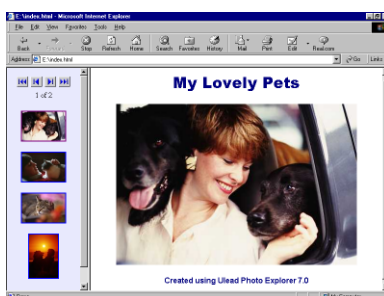 E:\index.html - Microsoft Internet Explorer
File Edit View Favorites Tools Help
Back
Stop Refresh Home Search Favorites History Mail Print Edit Real.com
Address E:\index.html Go Links
1 of 2
My Lovely Pets
Created using Ulead Photo Explorer 7.0